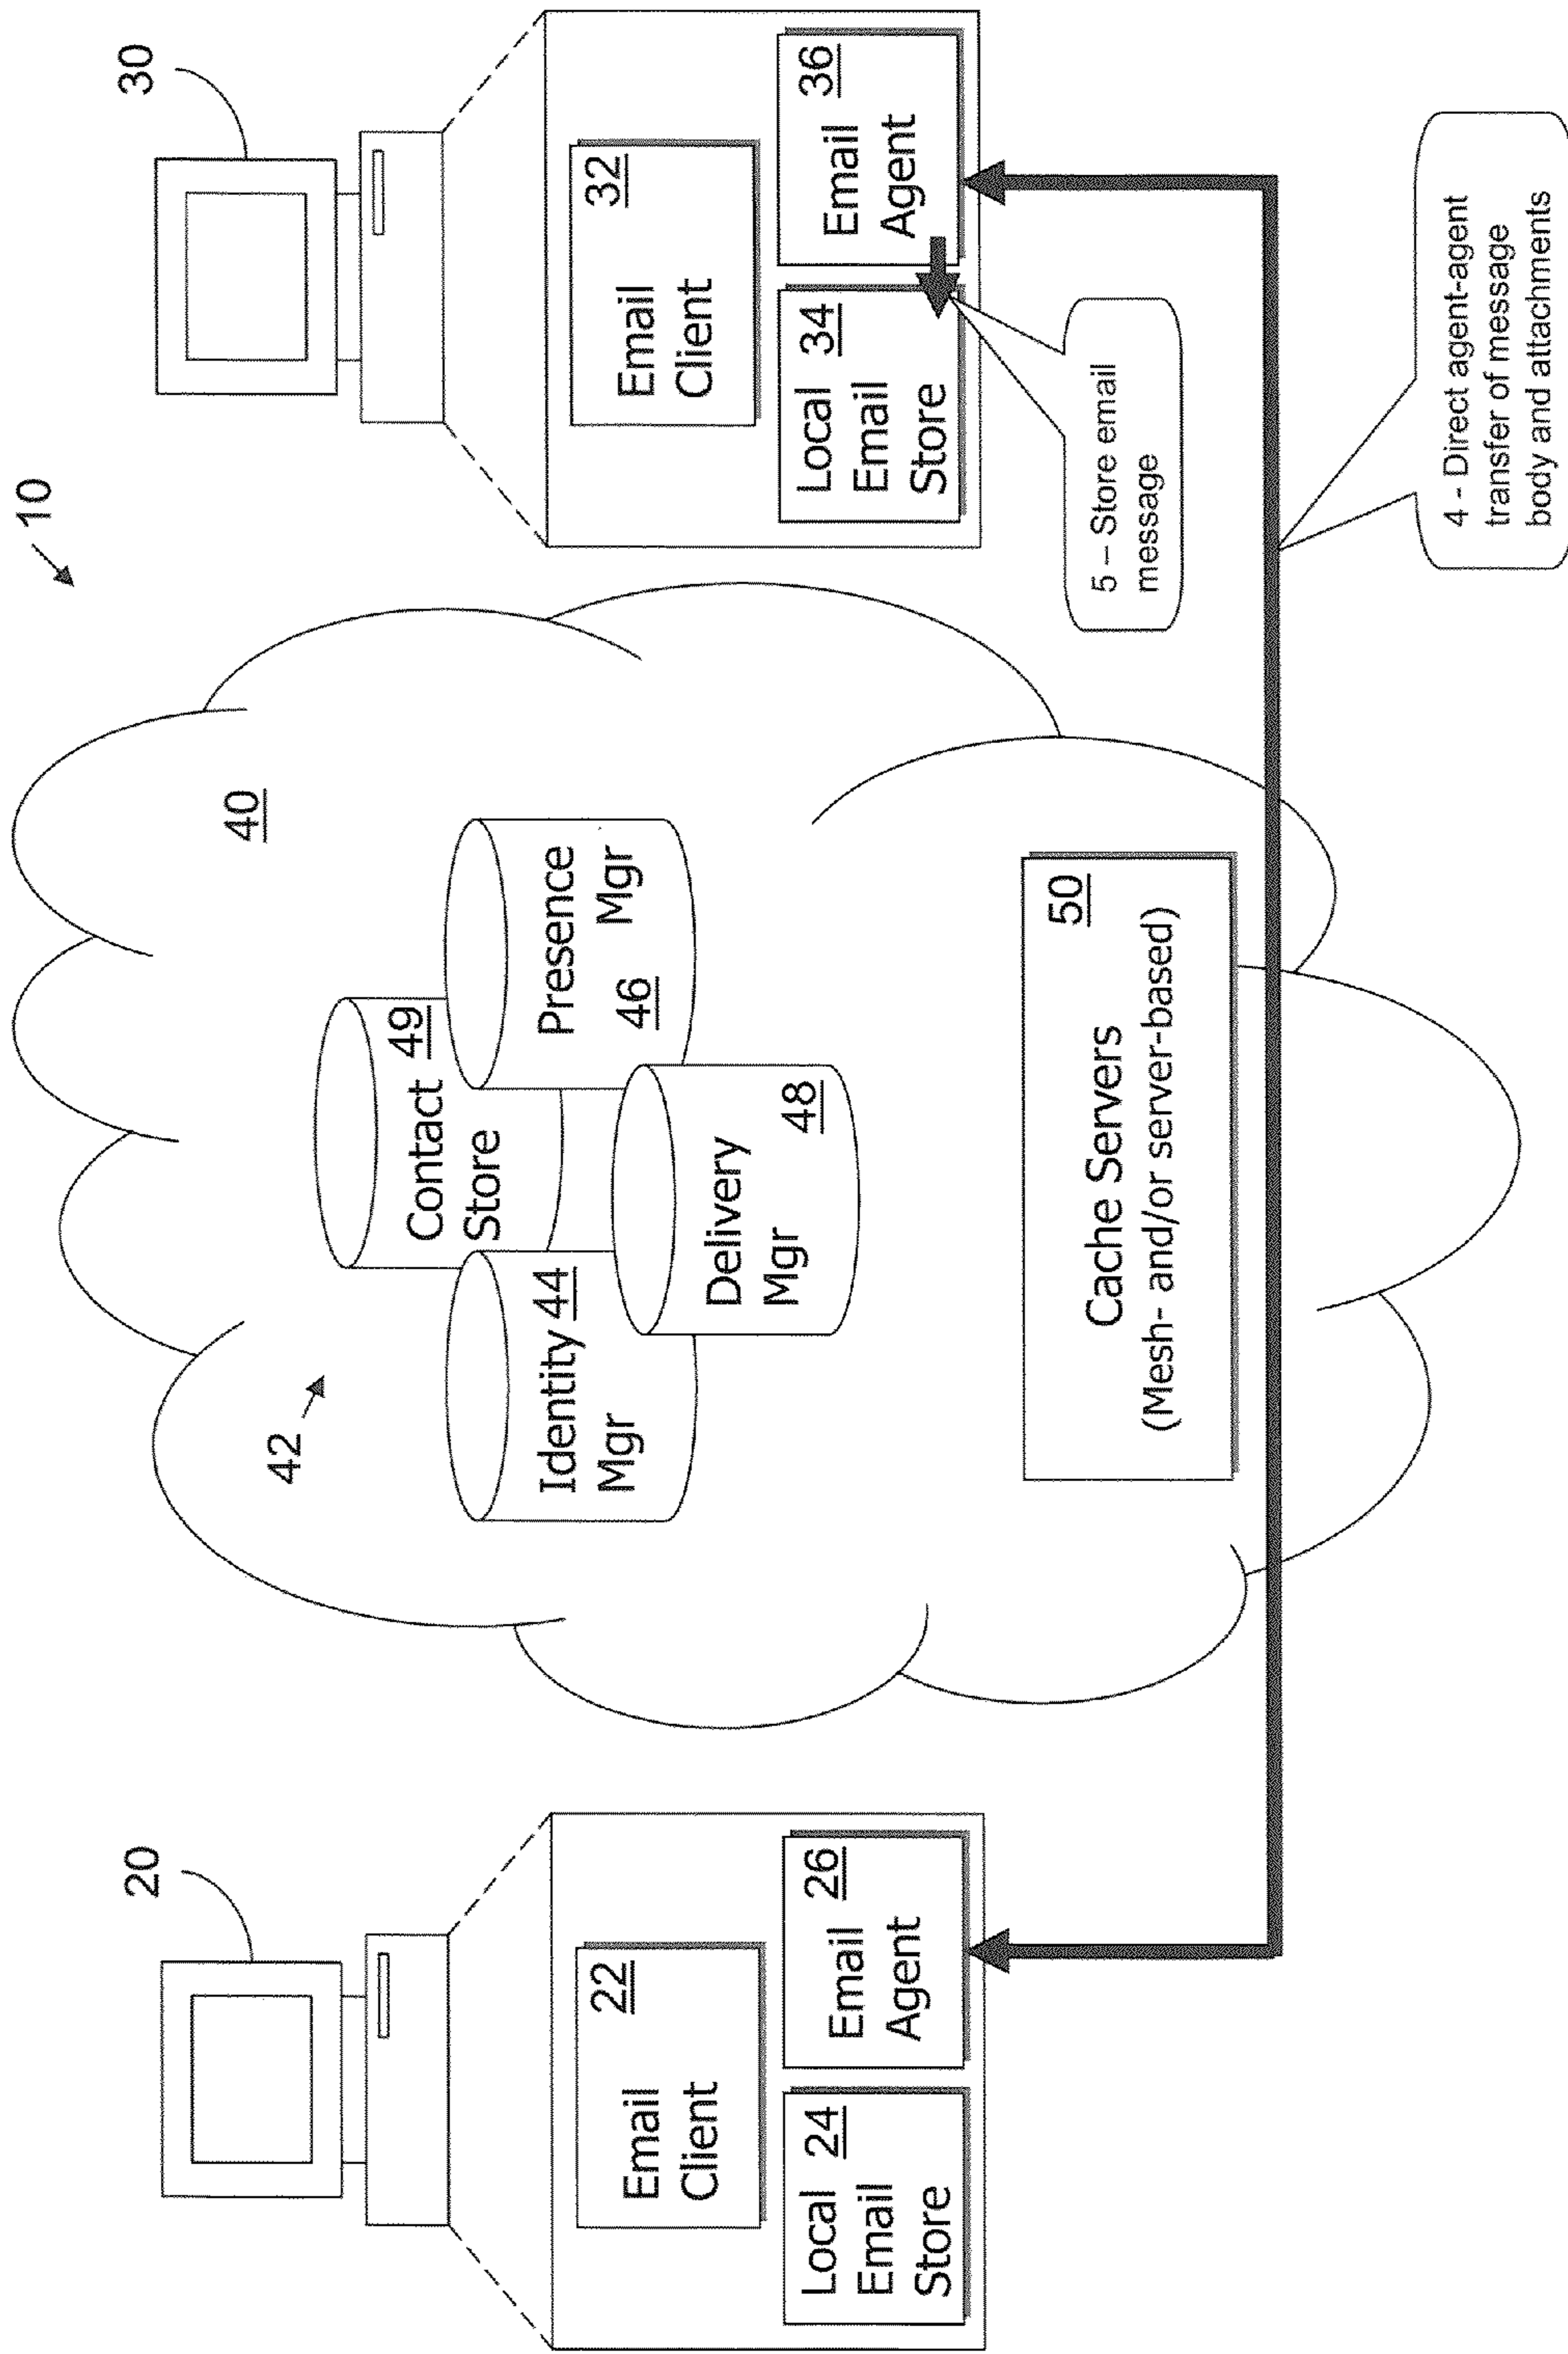 10
20
30
40
42
Email
Client
22
Local 24
Email
Store
Email 26
Agent
Contact 49
Store
Identity 44
Mgr
Presence
46 Mgr
Delivery
Mgr 48
Cache Servers 50
(Mesh- and/or server-based)
Email
Client
32
Local 34
Email
Store
Email 36
Agent
5 – Store email
message
4 - Direct agent-agent
transfer of message
body and attachments